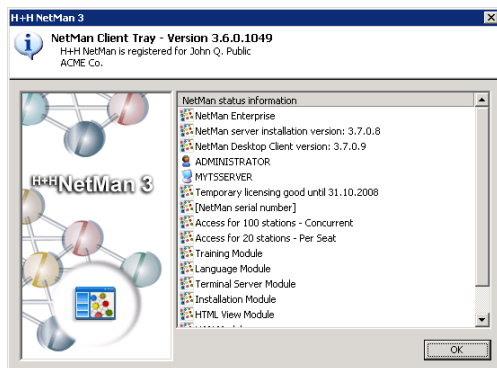 H+H NetMan 3
NetMan Client Tray - Version 3.6.0.1049
H+H NetMan is registered for John Q. Public
ACME Co.
H+H NetMan 3
NetMan status information
NetMan Enterprise
NetMan server installation version: 3.7.0.8
NetMan Desktop Client version: 3.7.0.9
ADMINISTRATOR
MYTSSERVER
Temporary licensing good until 31.10.2008
[NetMan serial number]
Access for 100 stations - Concurrent
Access for 20 stations - Per Seat
Training Module
Language Module
Terminal Server Module
Installation Module
HTML View Module
OK